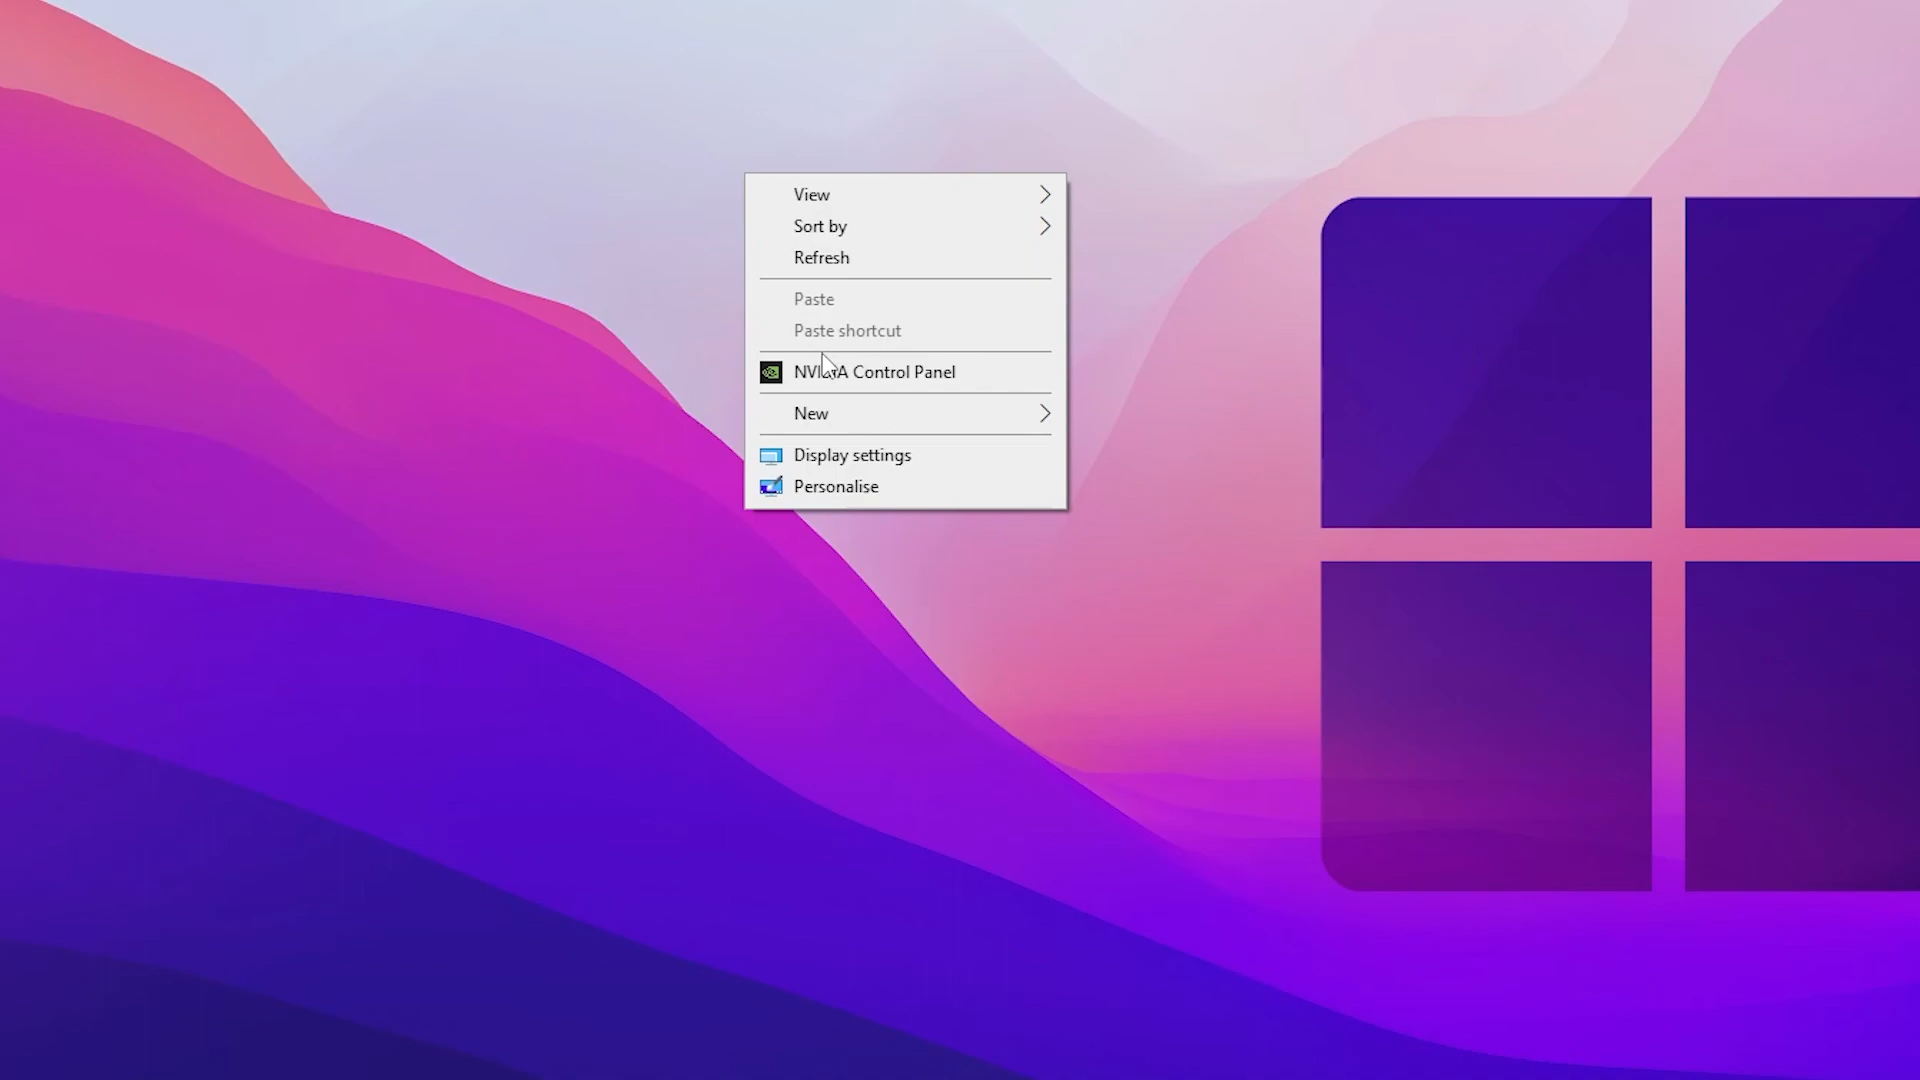 View
Sort by
Refresh
Paste
Paste shortcut
NVIDIA Control Panel
New
Display settings
Personalise